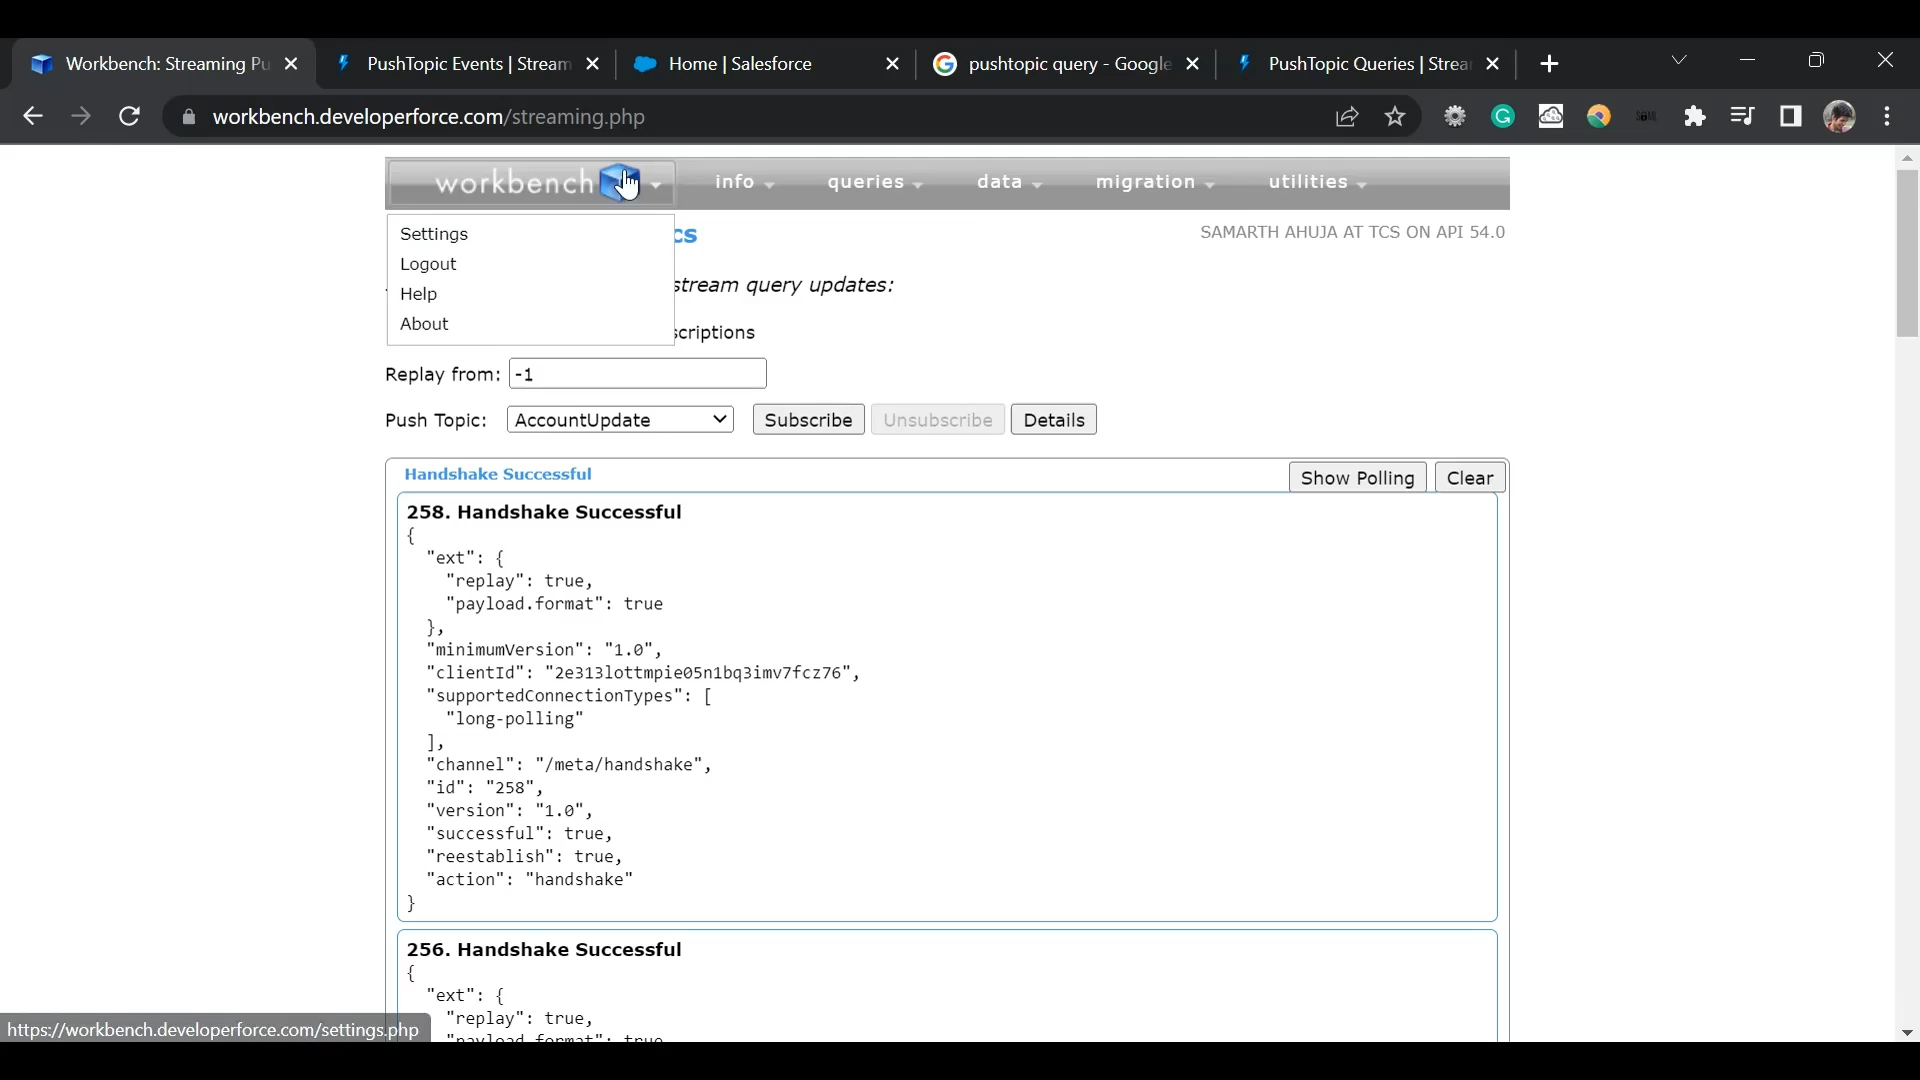 Workbench: Streaming Pu
PushTopic Events | Stream
Home | Salesforce
pushtopic query - Google
PushTopic Queries | Strea
workbench.developerforce.com/streaming.php
workbench
info
queries
data
migration
utilities
Settings
Logout
Help
About
cs
SAMARTH AHUJA AT TCS ON API 54.0
stream query updates:
scriptions
Replay from: -1
Push Topic: AccountUpdate Subscribe Unsubscribe Details
Handshake Successful
Show Polling Clear
258. Handshake Successful
{
"ext": {
"replay": true,
"payload.format": true
},
"minimumVersion": "1.0",
"clientId": "2e313lottmpie05n1bq3imv7fcz76",
"supportedConnectionTypes": [
"long-polling"
],
"channel": "/meta/handshake",
"id": "258",
"version": "1.0",
"successful": true,
"reestablish": true,
"action": "handshake"
}
256. Handshake Successful
{
"ext": {
"replay": true,
"payload.format": true
https://workbench.developerforce.com/settings.php